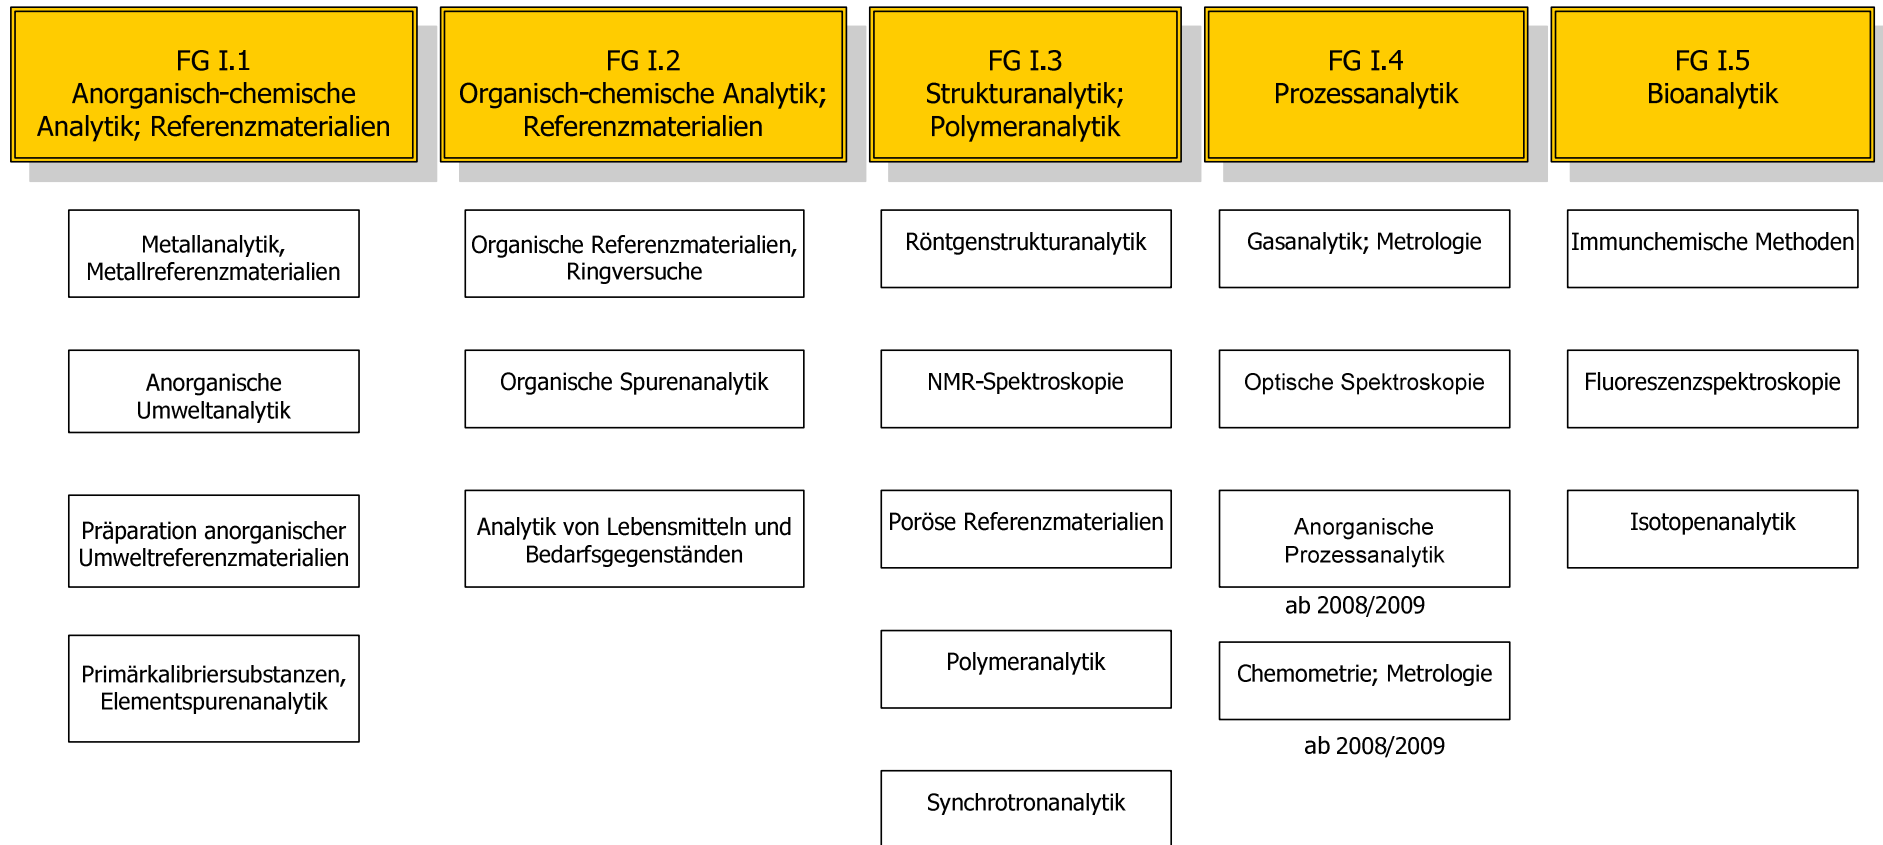 FG I.1
Anorganisch-chemische
Analytik; Referenzmaterialien
FG I.2
Organisch-chemische Analytik;
Referenzmaterialien
FG I.3
Strukturanalytik;
Polymeranalytik
FG I.4
Prozessanalytik
FG I.5
Bioanalytik
Metallanalytik,
Metallreferenzmaterialien
Anorganische
Umweltanalytik
Präparation anorganischer
Umweltreferenzmaterialien
Primärkalibriersubstanzen,
Elementspurenanalytik
Organische Referenzmaterialien,
Ringversuche
Organische Spurenanalytik
Analytik von Lebensmitteln und
Bedarfsgegenständen
Röntgenstrukturanalytik
NMR-Spektroskopie
Poröse Referenzmaterialien
Polymeranalytik
Synchrotronanalytik
Gasanalytik; Metrologie
Optische Spektroskopie
Anorganische
Prozessanalytik
ab 2008/2009
Chemometrie; Metrologie
ab 2008/2009
Immunchemische Methoden
Fluoreszenzspektroskopie
Isotopenanalytik